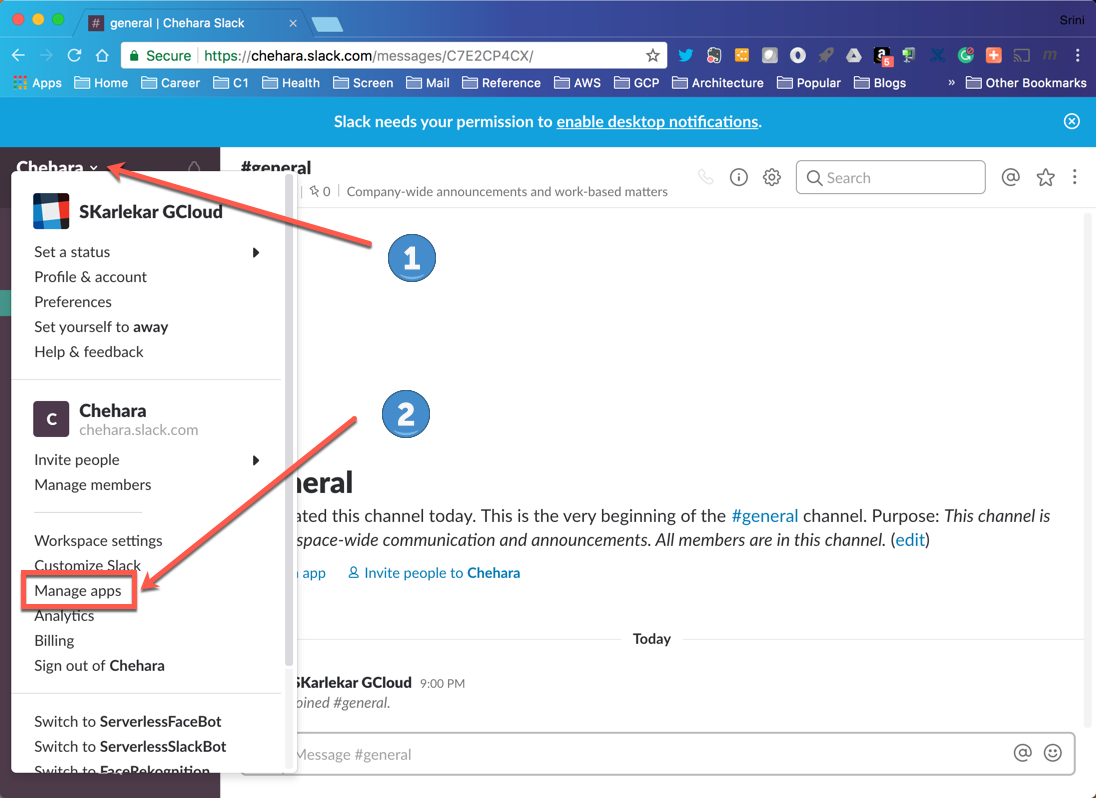 general | Chehara Slack
Srini
Secure
https://chehara.slack.com/messages/C7E2CP4CX/
Apps Home Career C1 Health Screen Mail Reference AWS GCP Architecture Popular Blogs » Other Bookmarks
Slack needs your permission to enable desktop notifications.
Chehara
#general
0 | Company-wide announcements and work-based matters
Search
SKarlekar GCloud
Set a status
Profile & account
Preferences
Set yourself to away
Help & feedback
1
C
Chehara
chehara.slack.com
Invite people
Manage members
2
Workspace settings
Customize Slack
Manage apps
Analytics
Billing
Sign out of Chehara
Switch to ServerlessFaceBot
Switch to ServerlessSlackBot
Switch to FaceRekognition
neral
ated this channel today. This is the very beginning of the #general channel. Purpose: This channel is
space-wide communication and announcements. All members are in this channel. (edit)
app Invite people to Chehara
Today
SKarlekar GCloud 9:00 PM
oined #general.
Message #general